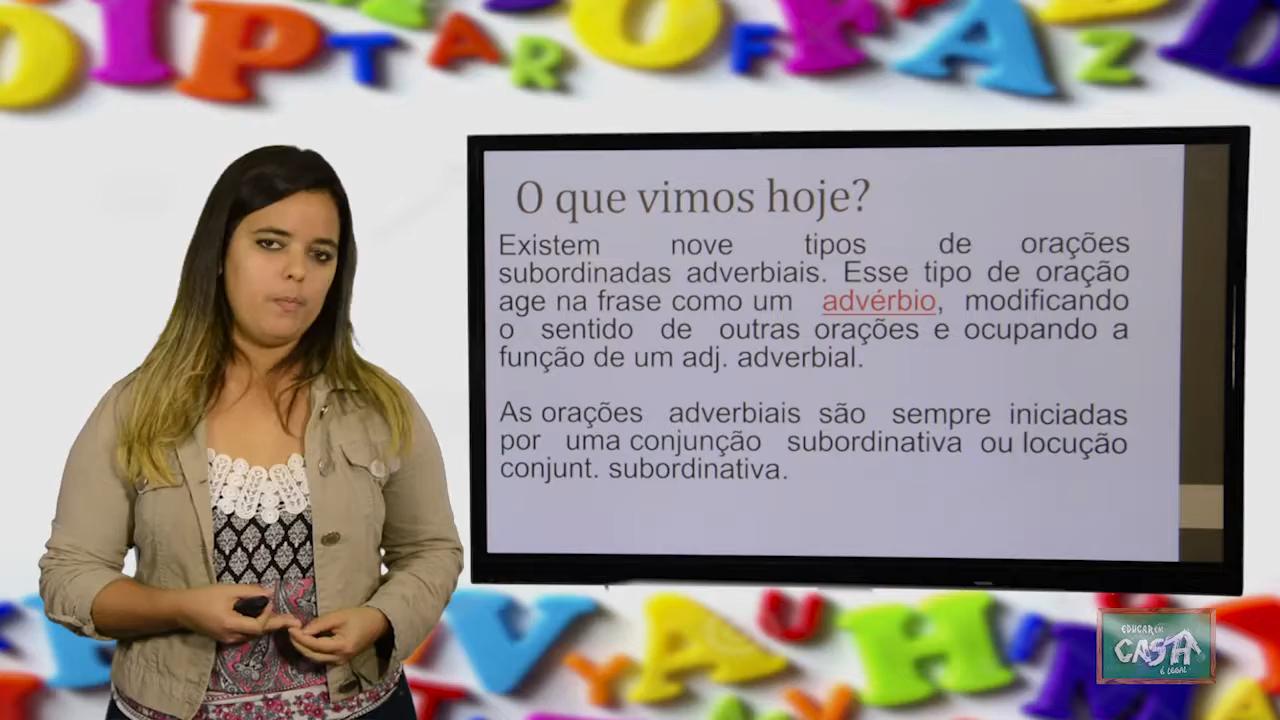 O que vimos hoje?
Existem nove tipos de orações
subordinadas adverbiais. Esse tipo de oração
age na frase como um advérbio, modificando
o sentido de outras orações e ocupando a
função de um adj. adverbial.
As orações adverbiais são sempre iniciadas
por uma conjunção subordinativa ou locução
conjunt. subordinativa.
EDUCAR EM
CASA
É LEGAL